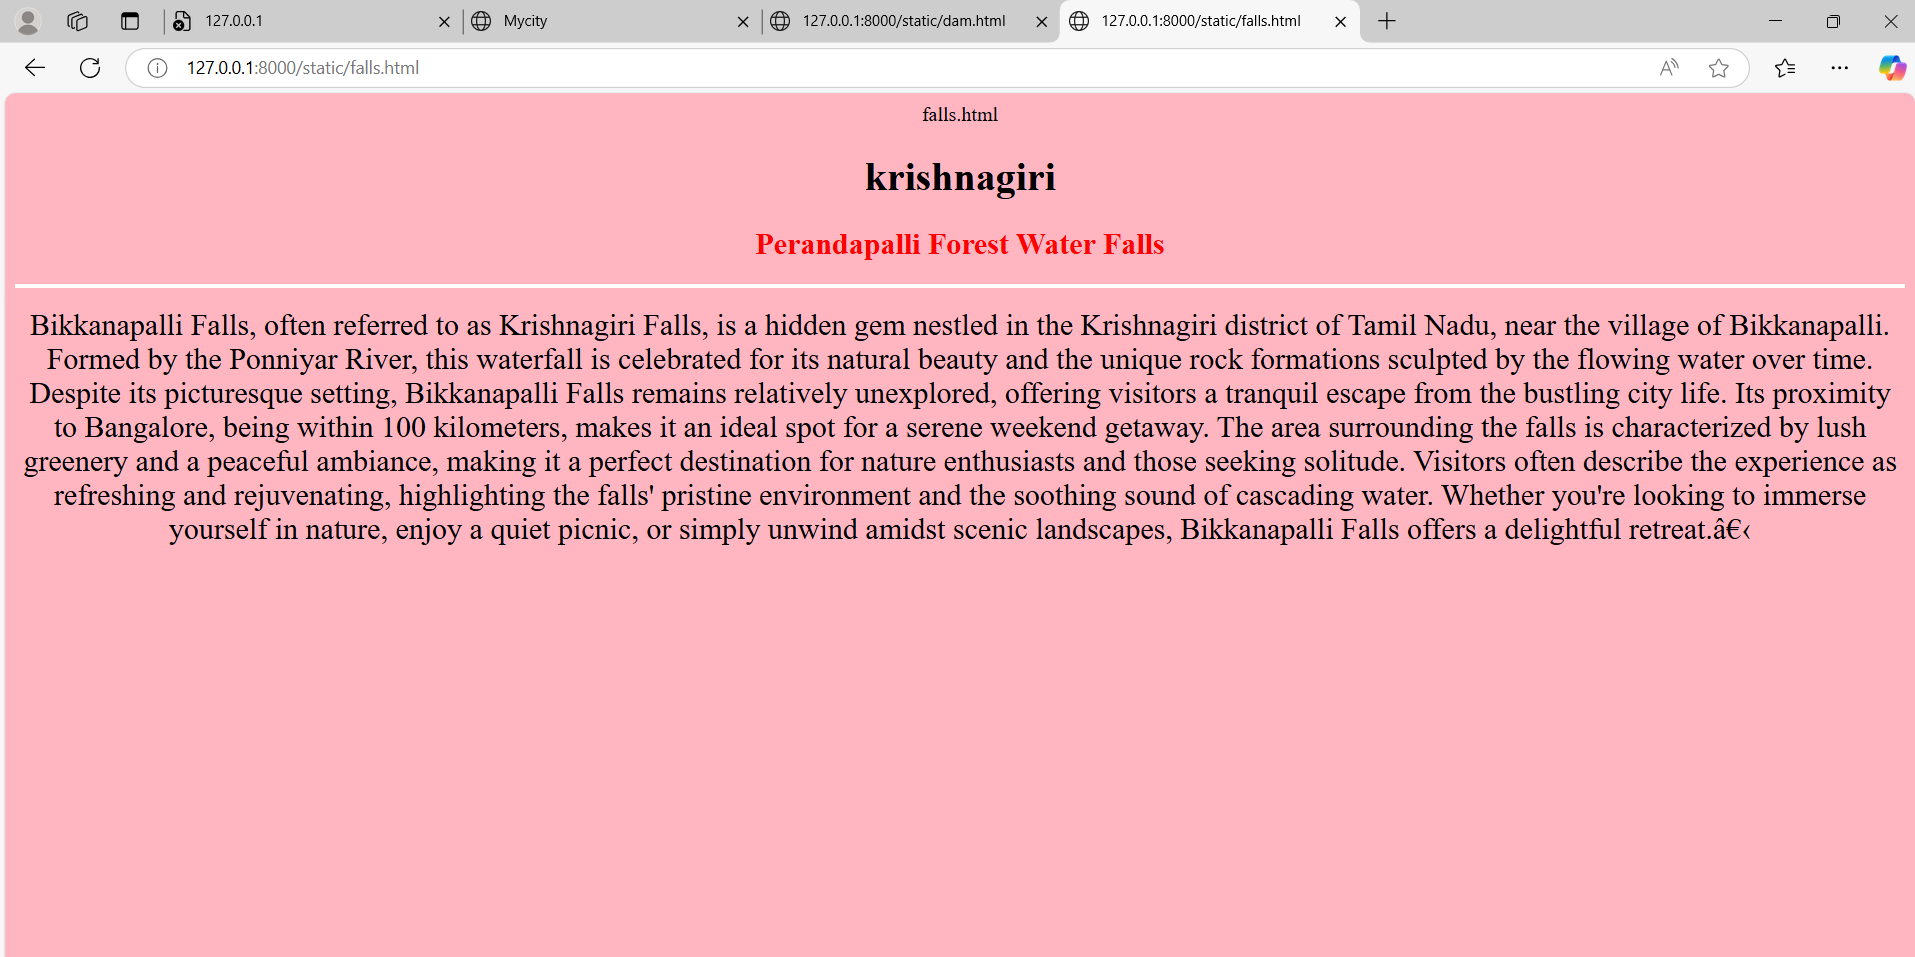 127.0.0.1
Mycity
127.0.0.1:8000/static/dam.html
127.0.0.1:8000/static/falls.html
127.0.0.1:8000/static/falls.html
falls.html
krishnagiri
Perandapalli Forest Water Falls
Bikkanapalli Falls, often referred to as Krishnagiri Falls, is a hidden gem nestled in the Krishnagiri district of Tamil Nadu, near the village of Bikkanapalli.
Formed by the Ponniyar River, this waterfall is celebrated for its natural beauty and the unique rock formations sculpted by the flowing water over time.
Despite its picturesque setting, Bikkanapalli Falls remains relatively unexplored, offering visitors a tranquil escape from the bustling city life. Its proximity
to Bangalore, being within 100 kilometers, makes it an ideal spot for a serene weekend getaway. The area surrounding the falls is characterized by lush
greenery and a peaceful ambiance, making it a perfect destination for nature enthusiasts and those seeking solitude. Visitors often describe the experience as
refreshing and rejuvenating, highlighting the falls' pristine environment and the soothing sound of cascading water. Whether you're looking to immerse
yourself in nature, enjoy a quiet picnic, or simply unwind amidst scenic landscapes, Bikkanapalli Falls offers a delightful retreat.â€‹